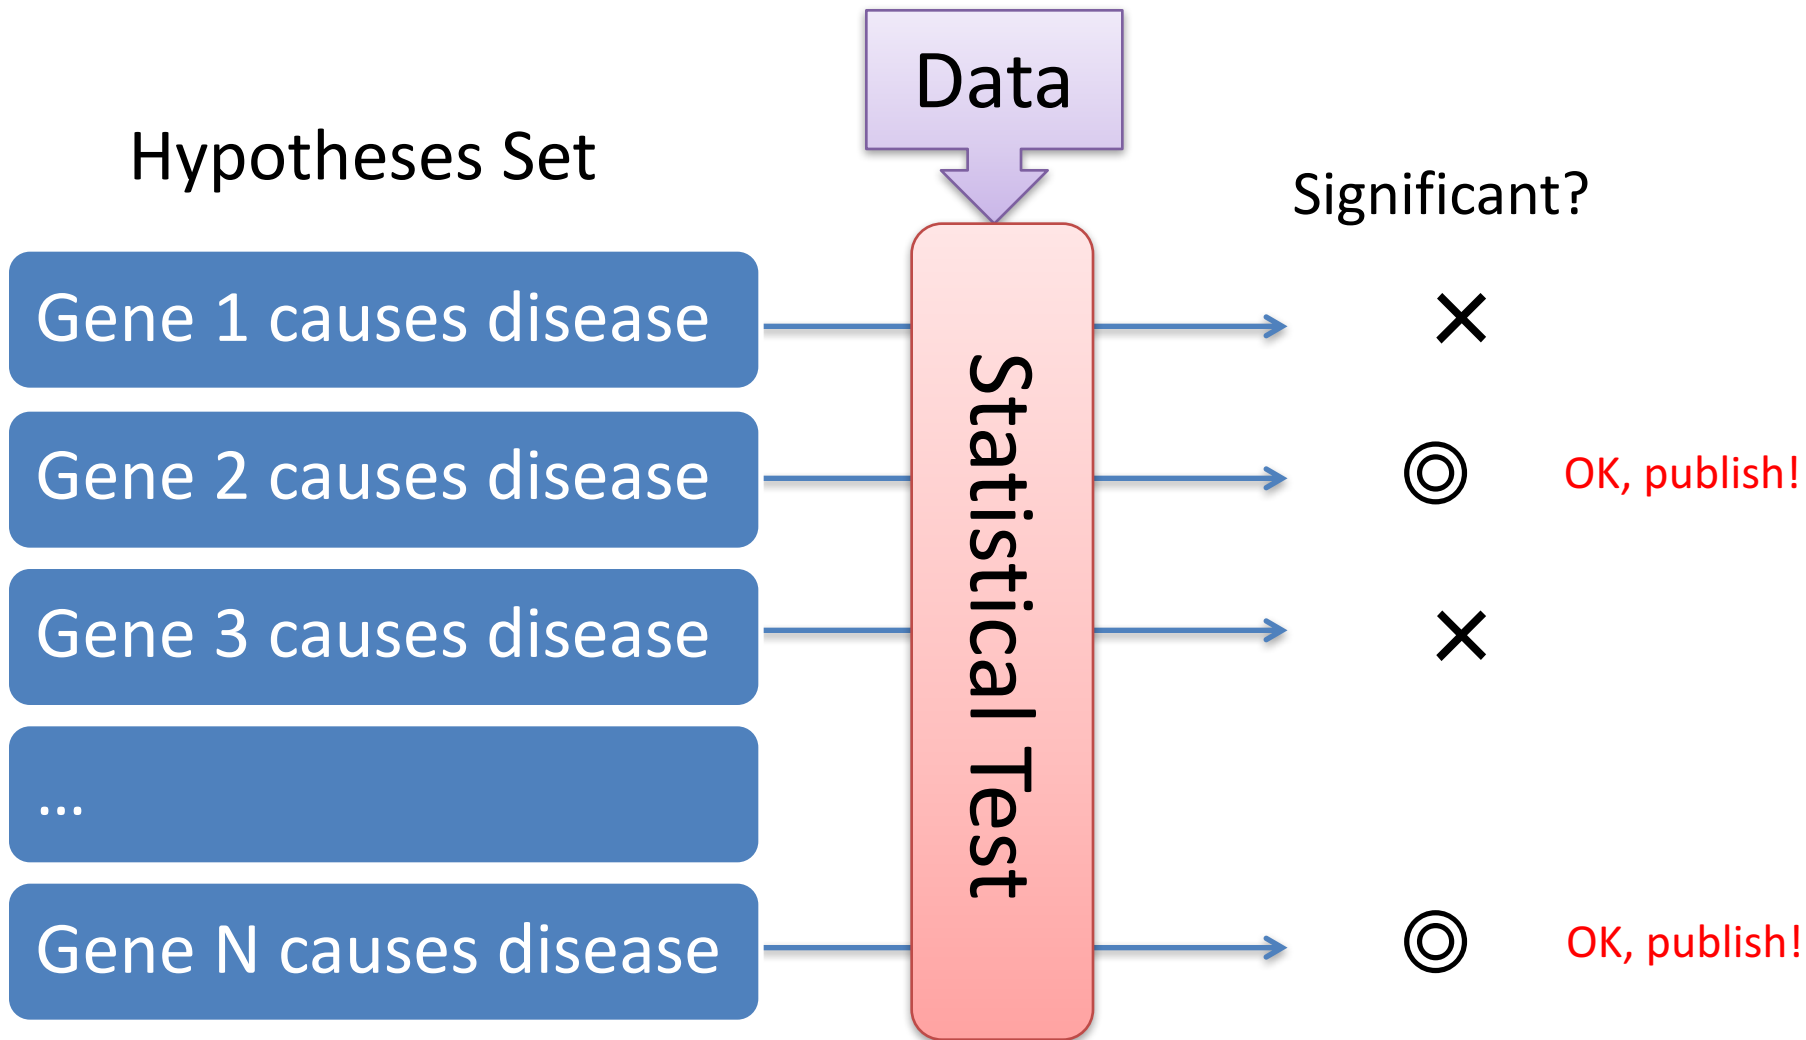 Data
Hypotheses Set
Significant?
Gene 1 causes disease
Gene 2 causes disease
OK, publish!
Gene 3 causes disease
...
Gene N causes disease
OK, publish!
Statistical Test